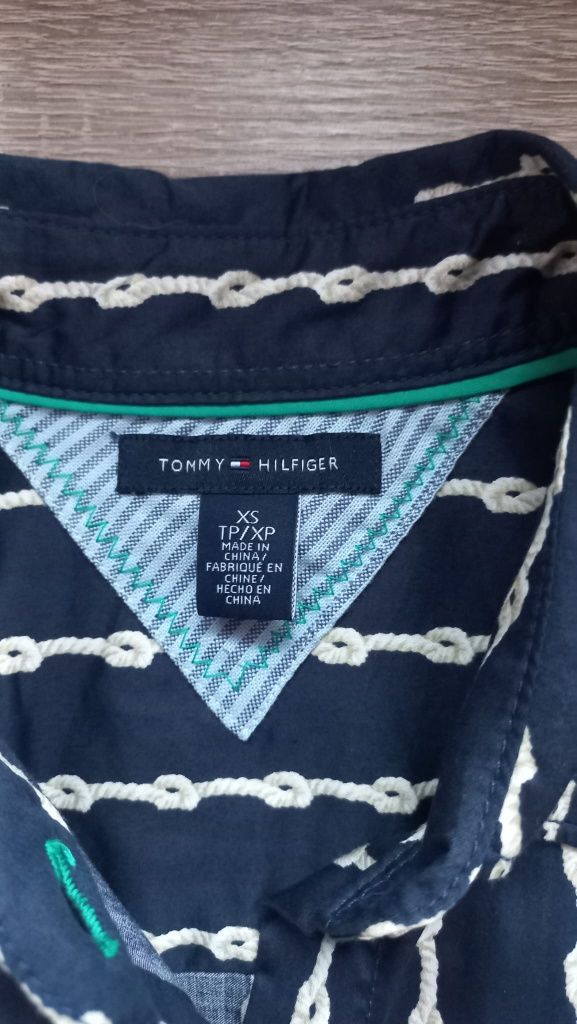 TOMMY HILFIGER
XS
TP/XP
MADE IN
CHINA/
FABRIQUÉ EN
CHINE/
HECHO EN
CHINA